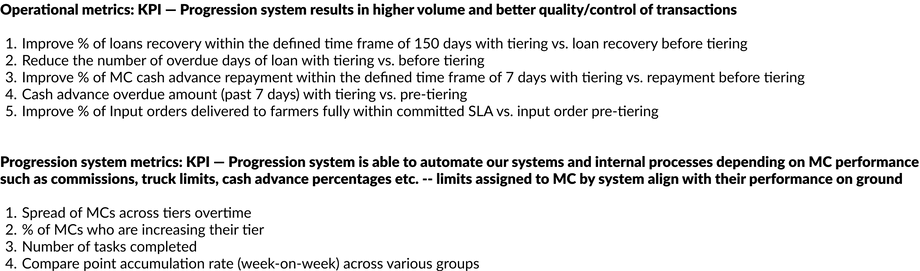 Operational metrics: KPI — Progression system results in higher volume and better quality/control of transactions
1. Improve % of loans recovery within the defined time frame of 150 days with tiering vs. loan recovery before tiering
2. Reduce the number of overdue days of loan with tiering vs. before tiering
3. Improve % of MC cash advance repayment within the defined time frame of 7 days with tiering vs. repayment before tiering
4. Cash advance overdue amount (past 7 days) with tiering vs. pre-tiering
5. Improve % of Input orders delivered to farmers fully within committed SLA vs. input order pre-tiering
Progression system metrics: KPI — Progression system is able to automate our systems and internal processes depending on MC performance
such as commissions, truck limits, cash advance percentages etc. -- limits assigned to MC by system align with their performance on ground
1. Spread of MCs across tiers overtime
2. % of MCs who are increasing their tier
3. Number of tasks completed
4. Compare point accumulation rate (week-on-week) across various groups